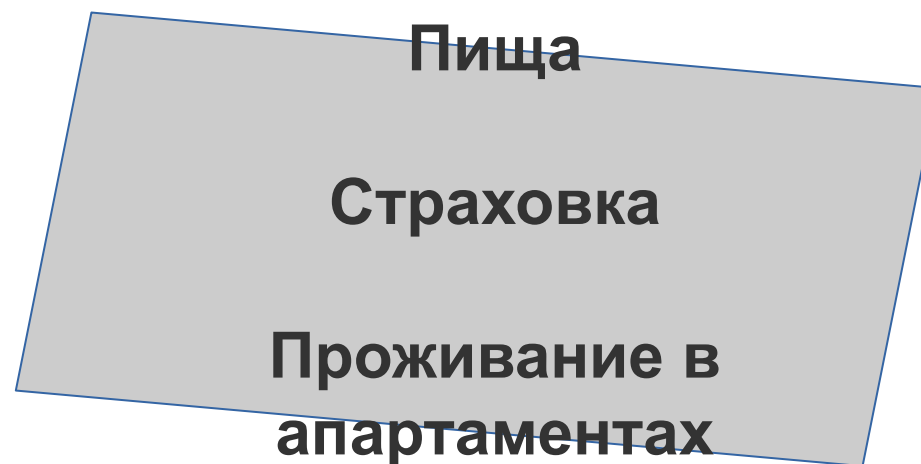 Пища
Страховка
Проживание в
апартаментах